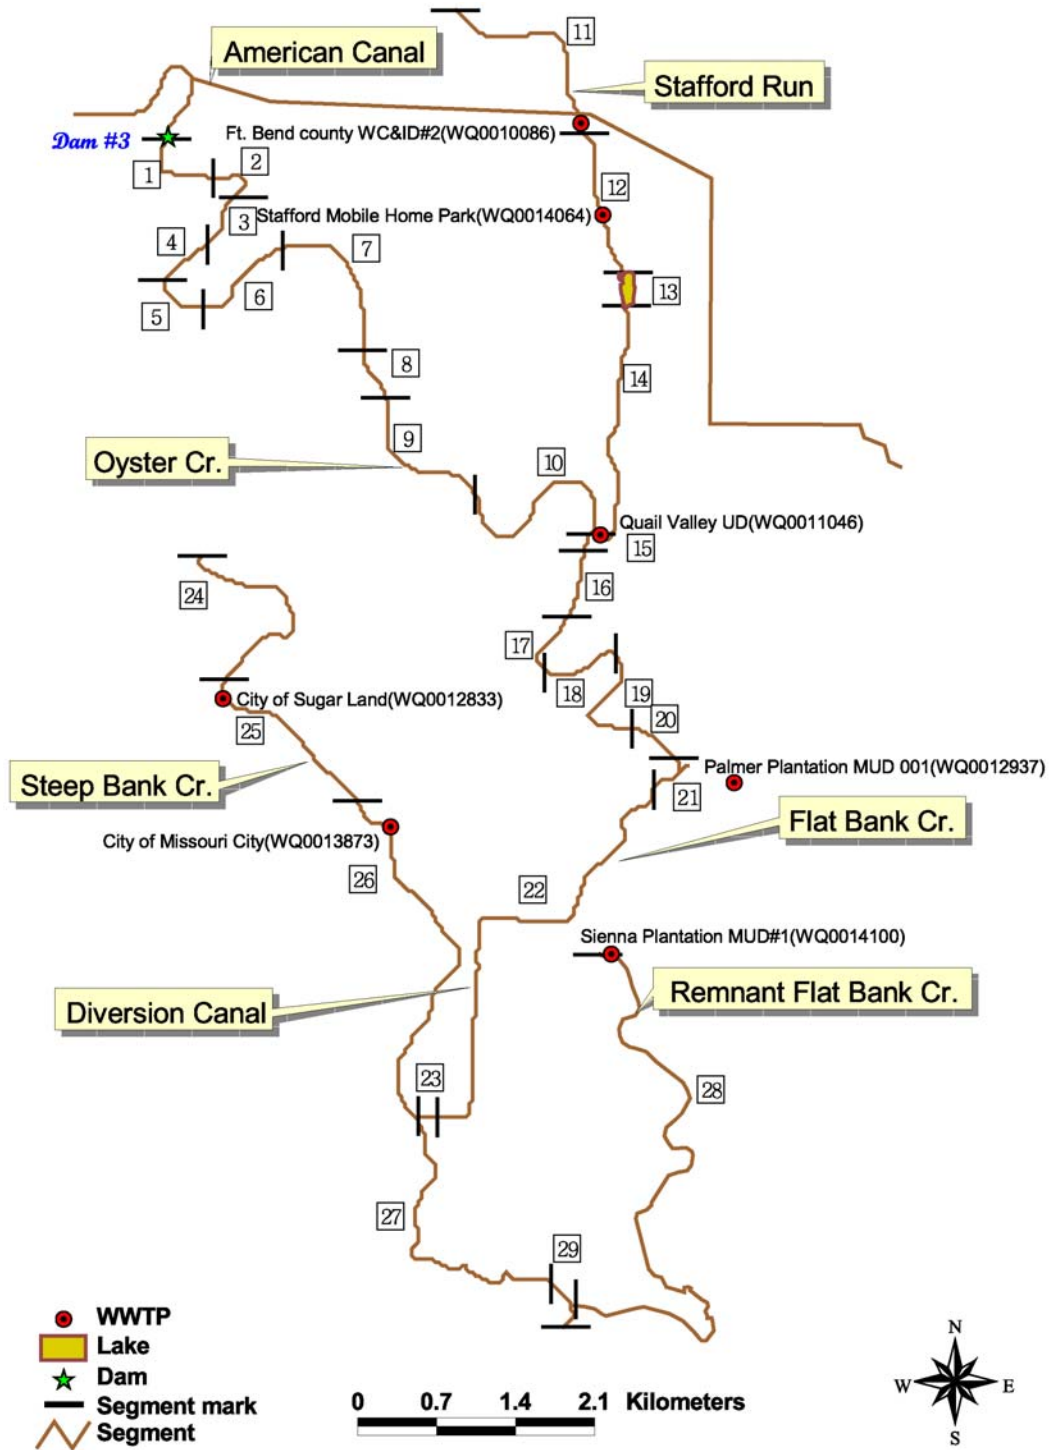 11
American Canal
Stafford Run
Dam #3
Ft. Bend county WC&ID#2(WQ0010086)
1
2
12
3
Stafford Mobile Home Park(WQ0014064)
4
7
5
6
13
8
14
9
Oyster Cr.
10
Quail Valley UD(WQ0011046)
15
24
16
17
18
19
City of Sugar Land(WQ0012833)
20
25
Steep Bank Cr.
Palmer Plantation MUD 001(WQ0012937)
21
Flat Bank Cr.
City of Missouri City(WQ0013873)
26
22
Sienna Plantation MUD#1(WQ0014100)
Diversion Canal
Remnant Flat Bank Cr.
23
28
27
29
WWTP
Lake
Dam
Segment mark
Segment
0 0.7 1.4 2.1 Kilometers
N
W E
S